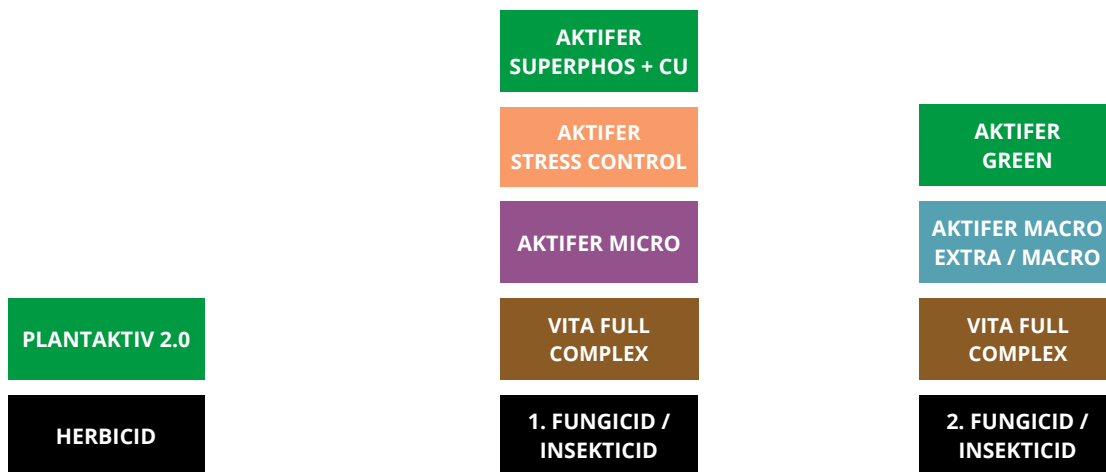 PLANTAKTIV 2.0
HERBICID
AKTIFER
SUPERPHOS + CU
AKTIFER
STRESS CONTROL
AKTIFER MICRO
VITA FULL
COMPLEX
1. FUNGICID /
INSEKTICID
AKTIFER
GREEN
AKTIFER MACRO
EXTRA / MACRO
VITA FULL
COMPLEX
2. FUNGICID /
INSEKTICID